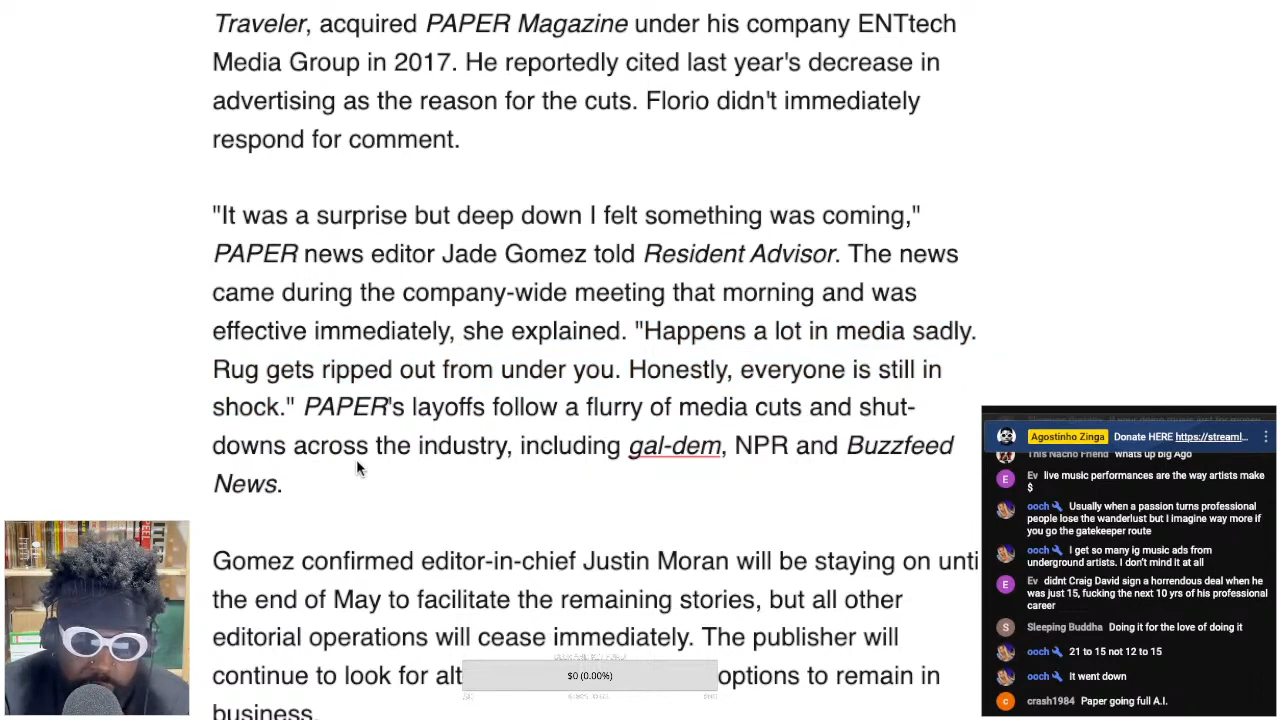 Traveler, acquired PAPER Magazine under his company ENTtech
Media Group in 2017. He reportedly cited last year's decrease in
advertising as the reason for the cuts. Florio didn't immediately
respond for comment.
"It was a surprise but deep down I felt something was coming,"
PAPER news editor Jade Gomez told Resident Advisor. The news
came during the company-wide meeting that morning and was
effective immediately, she explained. "Happens a lot in media sadly.
Rug gets ripped out from under you. Honestly, everyone is still in
shock." PAPER's layoffs follow a flurry of media cuts and shut-
downs across the industry, including gal-dem, NPR and Buzzfeed
News.
Gomez confirmed editor-in-chief Justin Moran will be staying on until
the end of May to facilitate the remaining stories, but all other
editorial operations will cease immediately. The publisher will
continue to look for alt options to remain in
business.
$0 (0.00%)
Agostinho Zinga Donate HERE https://streaml...
This Nacho Friend whats up big Ago
E Ev live music performances are the way artists make
$
ooch Usually when a passion turns professional
people lose the wanderlust but I imagine way more if
you go the gatekeeper route
ooch I get so many ig music ads from
underground artists. I don't mind it at all
E Ev didnt Craig David sign a horrendous deal when he
was just 15, fucking the next 10 yrs of his professional
career
S Sleeping Buddha Doing it for the love of doing it
ooch 21 to 15 not 12 to 15
ooch It went down
c crash1984 Paper going full A.I.